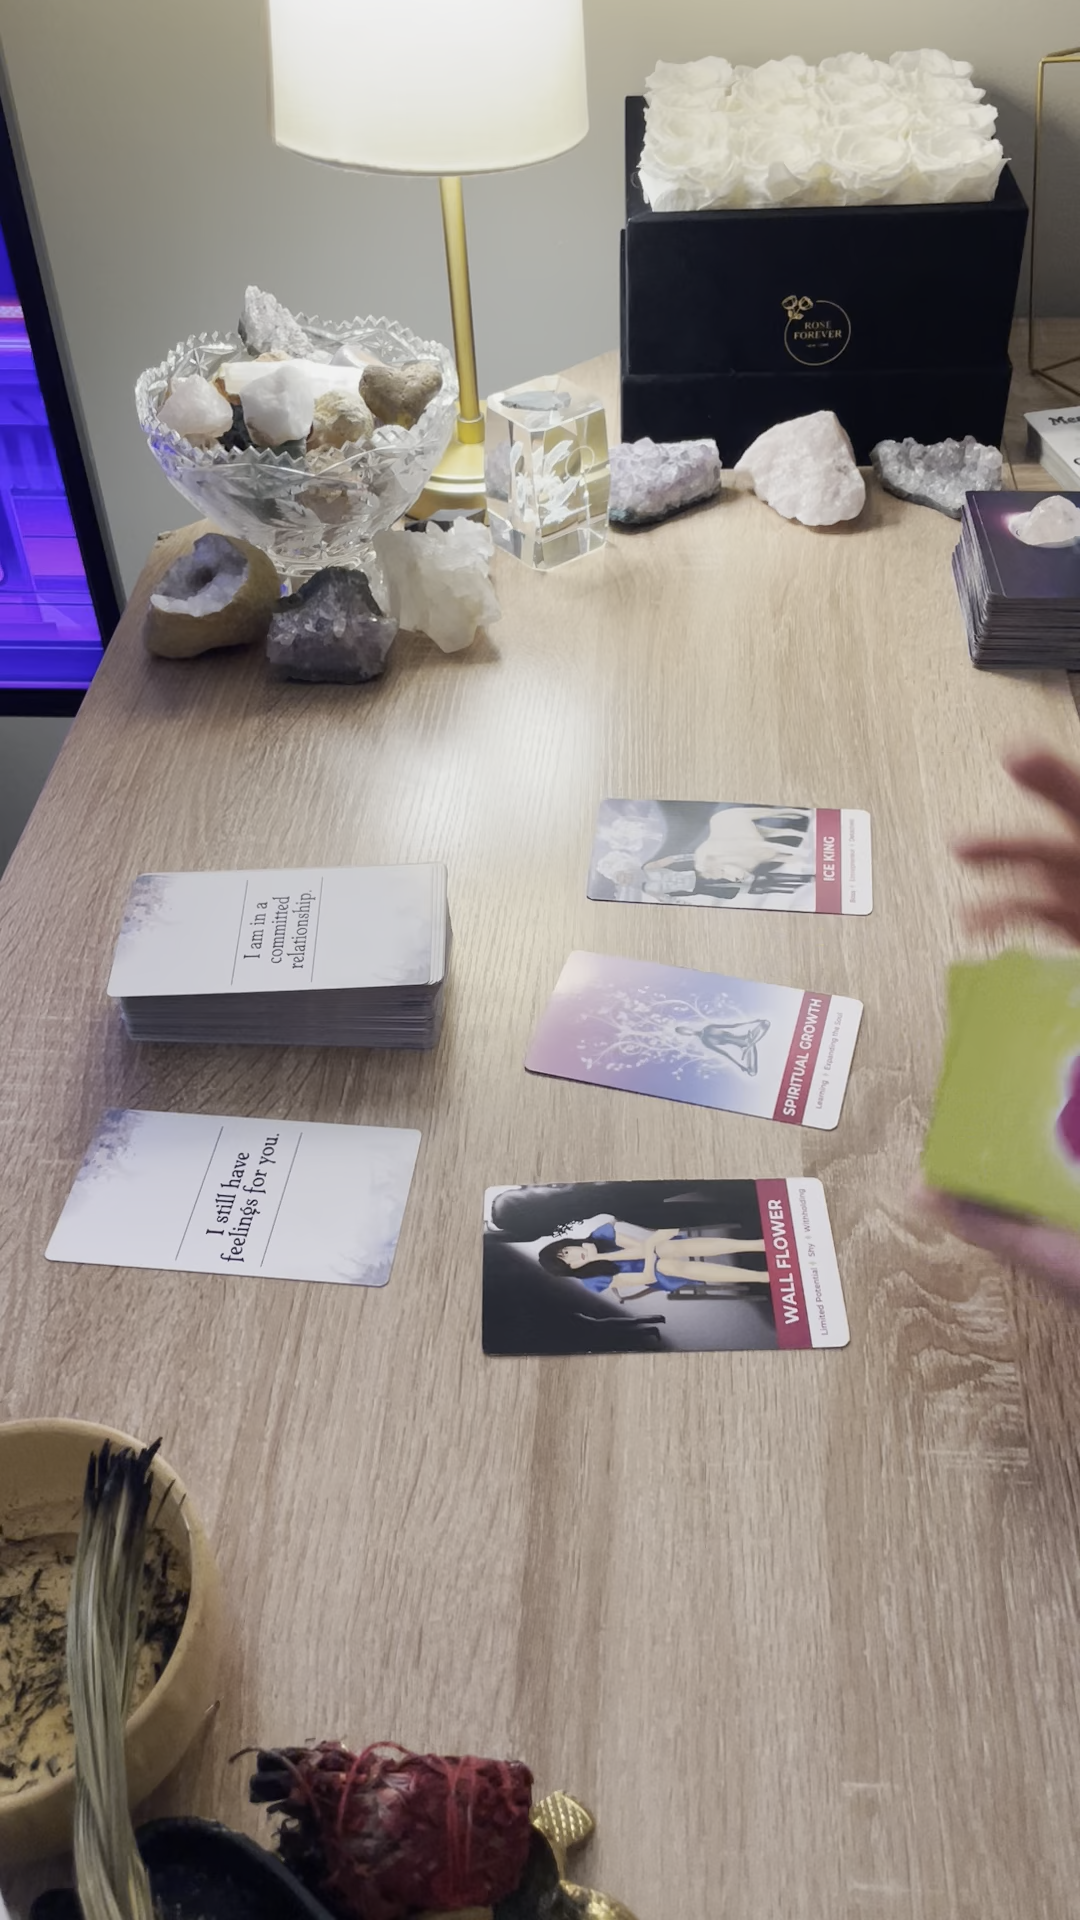 ROSE
FOREVER
Mer
I am in a
committed
relationship.
ICE KING
SPIRITUAL GROWTH
Learning | Expanding the Soul
I still have
feelings for you.
WALL FLOWER
Limited Potential | Shy | Withholding